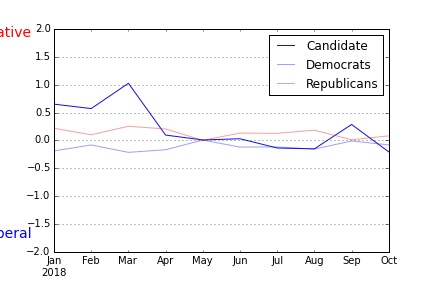 ative
beral
2.0
1.5
1.0
0.5
0.0
−0.5
−1.0
−1.5
−2.0
Candidate
Democrats
Republicans
Jan Feb Mar Apr May Jun Jul Aug Sep Oct
2018